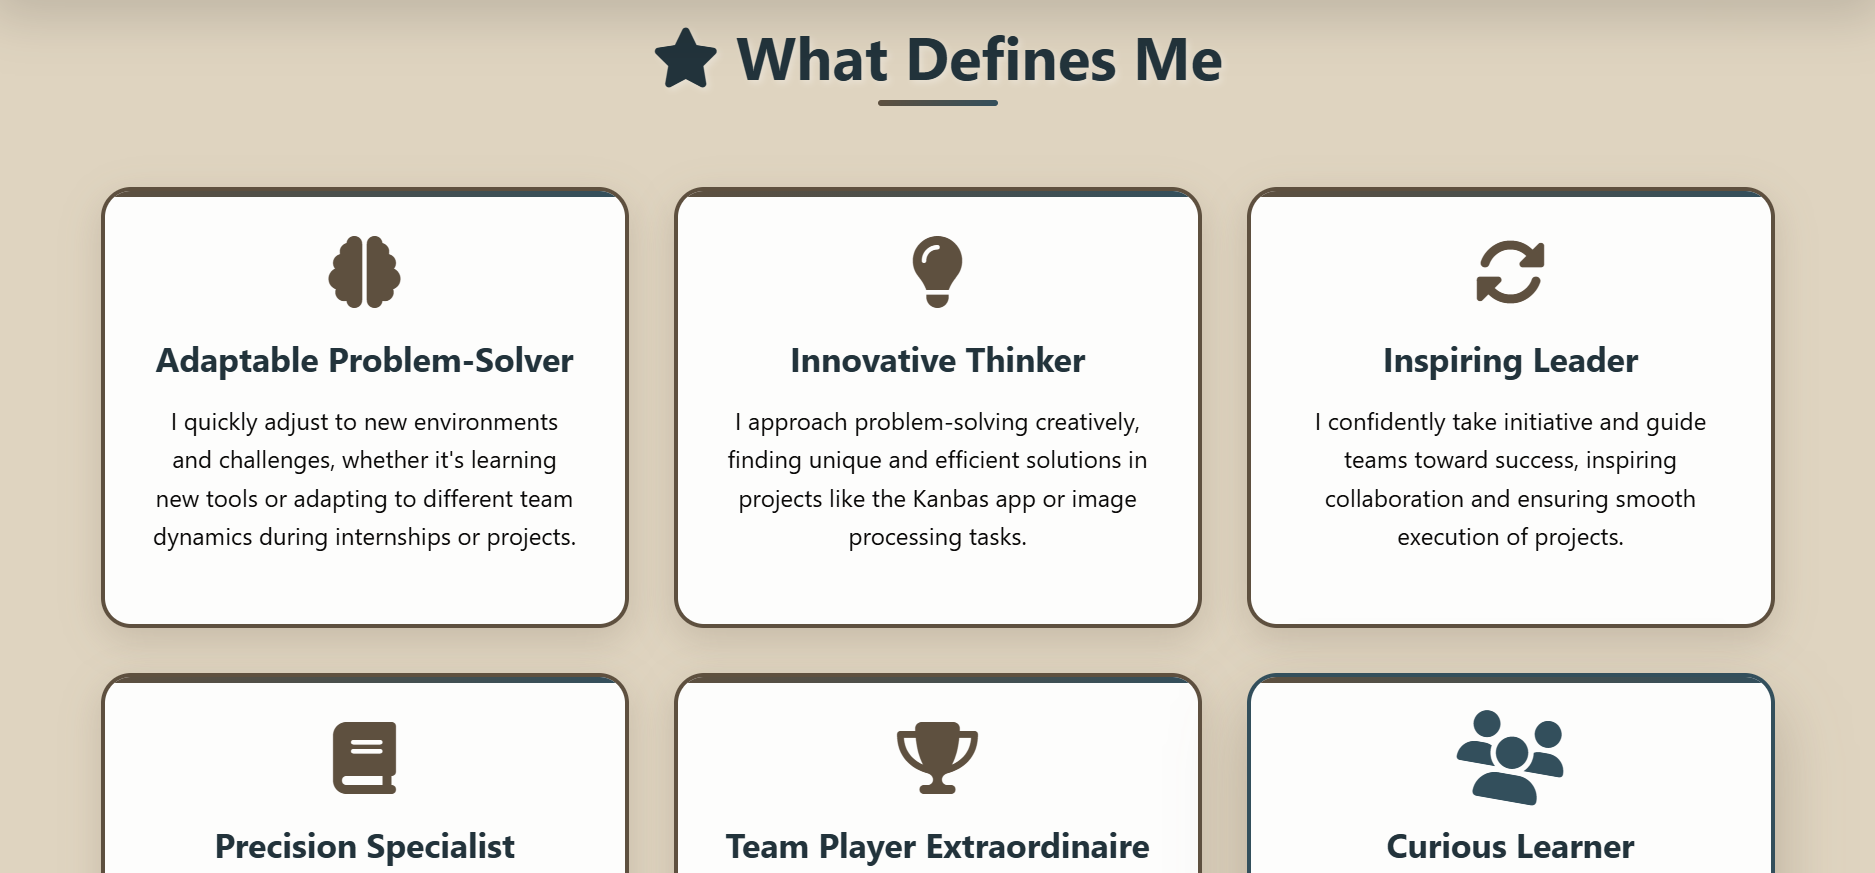 What Defines Me
Adaptable Problem-Solver
I quickly adjust to new environments
and challenges, whether it's learning
new tools or adapting to different team
dynamics during internships or projects.
Innovative Thinker
I approach problem-solving creatively,
finding unique and efficient solutions in
projects like the Kanbas app or image
processing tasks.
Inspiring Leader
I confidently take initiative and guide
teams toward success, inspiring
collaboration and ensuring smooth
execution of projects.
Precision Specialist
Team Player Extraordinaire
Curious Learner